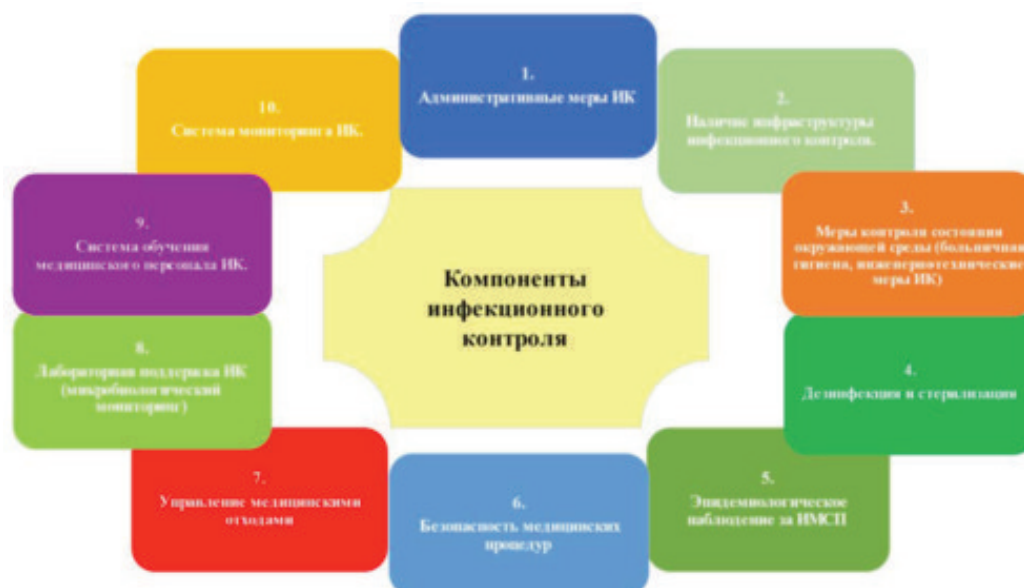 1.
Административные меры ИК
2.
Наличие инфраструктуры
инфекционного контроля.
3.
Меры контроля состояния
окружающей среды (больничная
гигиена, инженернотехнические
меры ИК)
4.
Дезинфекция и стерилизация
5.
Эпидемиологическое
наблюдение за ИМСП
6.
Безопасность медицинских
процедур
7.
Управление медицинскими
отходами
8.
Лабораторная поддержка ИК
(микробиологический
мониторинг)
9.
Система обучения
медицинского персонала ИК.
10.
Система мониторинга ИК.
Компоненты
инфекционного
контроля